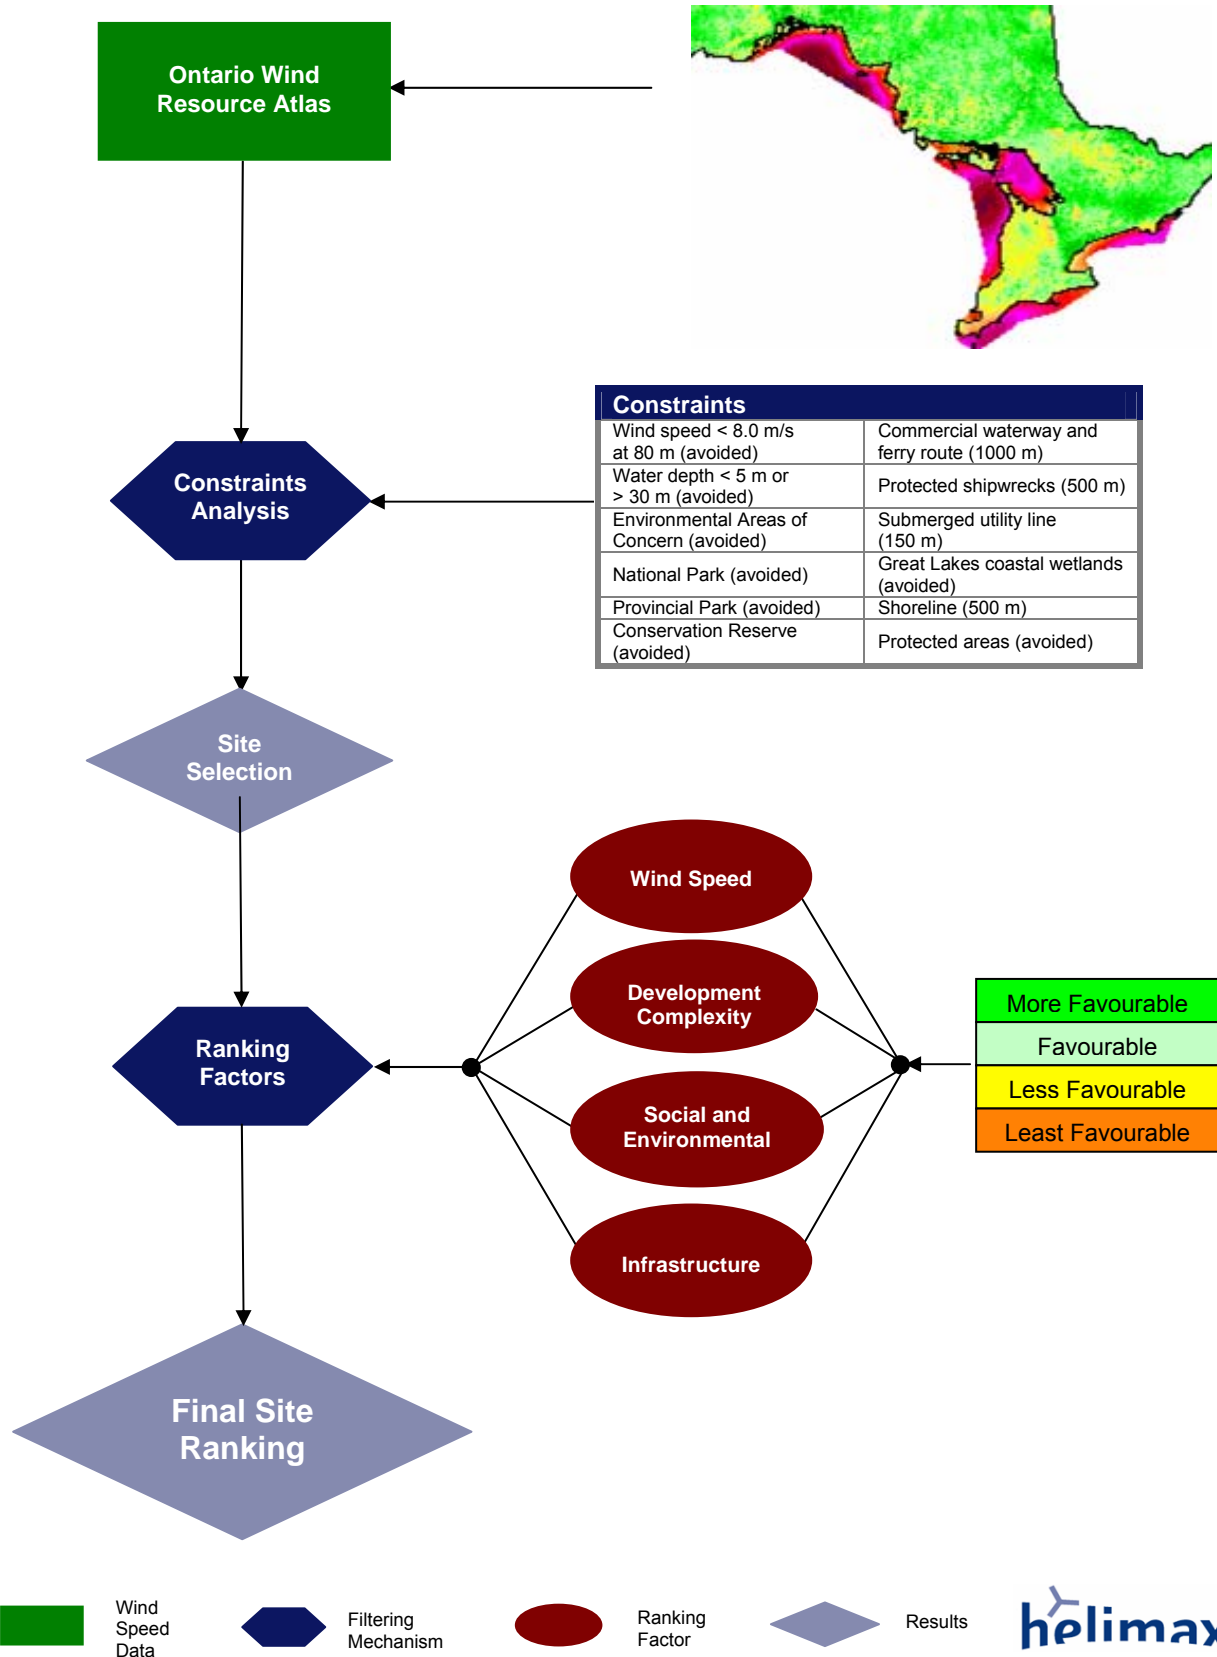 Ontario Wind
Resource Atlas
Constraints
Wind speed < 8.0 m/s
at 80 m (avoided)
Commercial waterway and
ferry route (1000 m)
Water depth < 5 m or
> 30 m (avoided)
Protected shipwrecks (500 m)
Environmental Areas of
Concern (avoided)
Submerged utility line
(150 m)
National Park (avoided)
Great Lakes coastal wetlands
(avoided)
Provincial Park (avoided)
Shoreline (500 m)
Conservation Reserve
(avoided)
Protected areas (avoided)
Constraints
Analysis
Site
Selection
Wind Speed
Development
Complexity
Social and
Environmental
Infrastructure
More Favourable
Favourable
Less Favourable
Least Favourable
Ranking
Factors
Final Site
Ranking
Wind
Speed
Data
Filtering
Mechanism
Ranking
Factor
Results
helimax